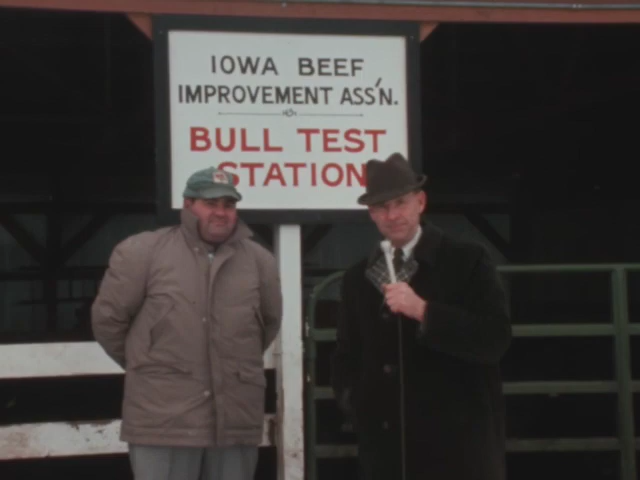 IOWA BEEF
IMPROVEMENT ASS'N.
BULL TEST
STATION